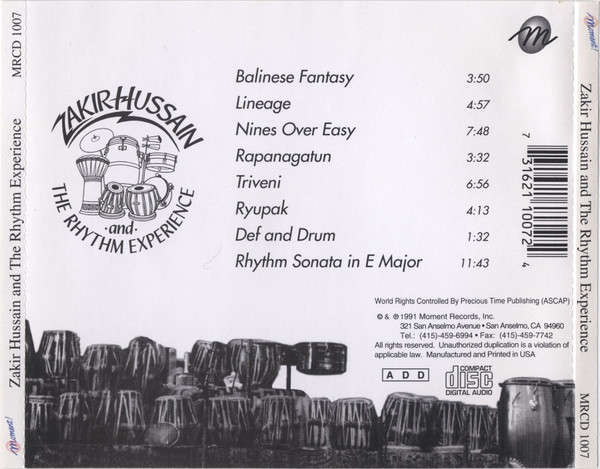 MRCD 1007
Zakir Hussain and The Rhythm Experience
Moment!
ZAKIR HUSSAIN
·and·
THE RHYTHM EXPERIENCE
m
Balinese Fantasy 3:50
Lineage 4:57
Nines Over Easy 7:48
Rapanagatun 3:32
Triveni 6:56
Ryupak 4:13
Def and Drum 1:32
Rhythm Sonata in E Major 11:43
7 31621 10072 4
World Rights Controlled By Precious Time Publishing (ASCAP)
© & ℗ 1991 Moment Records, Inc.
321 San Anselmo Avenue • San Anselmo, CA 94960
Tel.: (415)-459-6994 • Fax: (415)-459-7742
All rights reserved. Unauthorized duplication is a violation of
applicable law. Manufactured and Printed in USA
A D D
COMPACT
disc
DIGITAL AUDIO
Moment!
Zakir Hussain and The Rhythm Experience
MRCD 1007